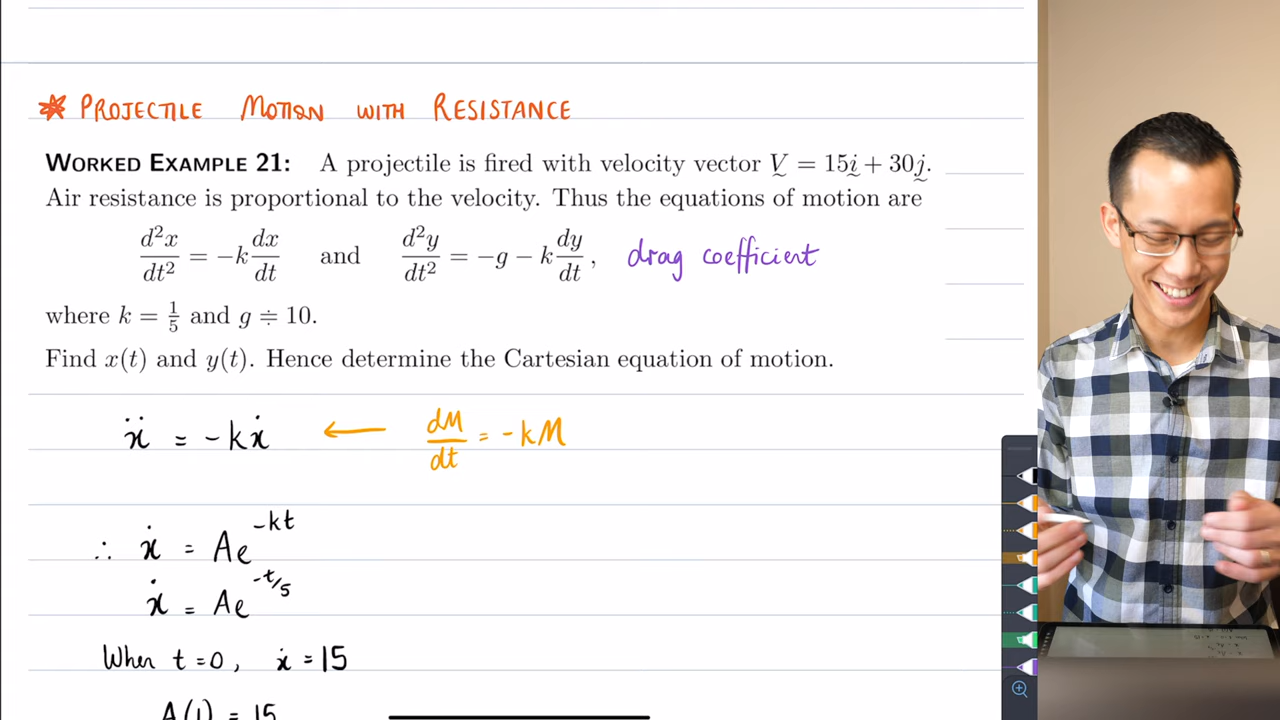 * PROJECTILE MOTION WITH RESISTANCE
WORKED EXAMPLE 21: A projectile is fired with velocity vector V̰ = 15ḭ + 30j̰.
Air resistance is proportional to the velocity. Thus the equations of motion are
d²x/dt² = −k dx/dt and d²y/dt² = −g − k dy/dt, drag coefficient
where k = 1/5 and g ≑ 10.
Find x(t) and y(t). Hence determine the Cartesian equation of motion.
ẍ = -kẋ ← dM/dt = -kM
∴ ẋ = Ae^(-kt)
ẋ = Ae^(-t/5)
When t=0, ẋ=15
A(1) = 15